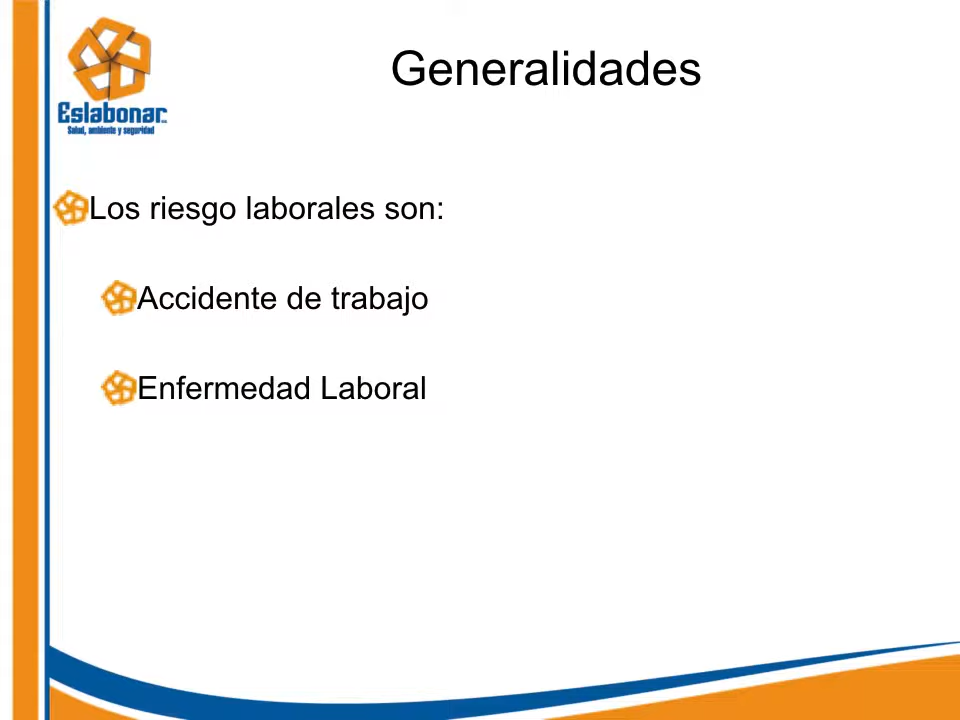 Generalidades
Eslabonar
Salud, ambiente y seguridad
Los riesgo laborales son:
Accidente de trabajo
Enfermedad Laboral